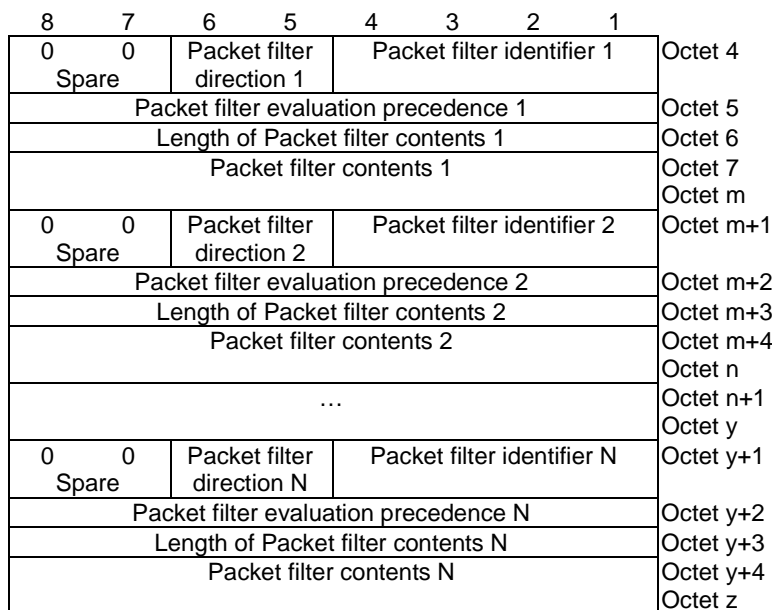 8 7 6 5 4 3 2 1
0 0 Packet filter Packet filter identifier 1 Octet 4
Spare direction 1
Packet filter evaluation precedence 1 Octet 5
Length of Packet filter contents 1 Octet 6
Packet filter contents 1 Octet 7
Octet m
0 0 Packet filter Packet filter identifier 2 Octet m+1
Spare direction 2
Packet filter evaluation precedence 2 Octet m+2
Length of Packet filter contents 2 Octet m+3
Packet filter contents 2 Octet m+4
Octet n
… Octet n+1
Octet y
0 0 Packet filter Packet filter identifier N Octet y+1
Spare direction N
Packet filter evaluation precedence N Octet y+2
Length of Packet filter contents N Octet y+3
Packet filter contents N Octet y+4
Octet z